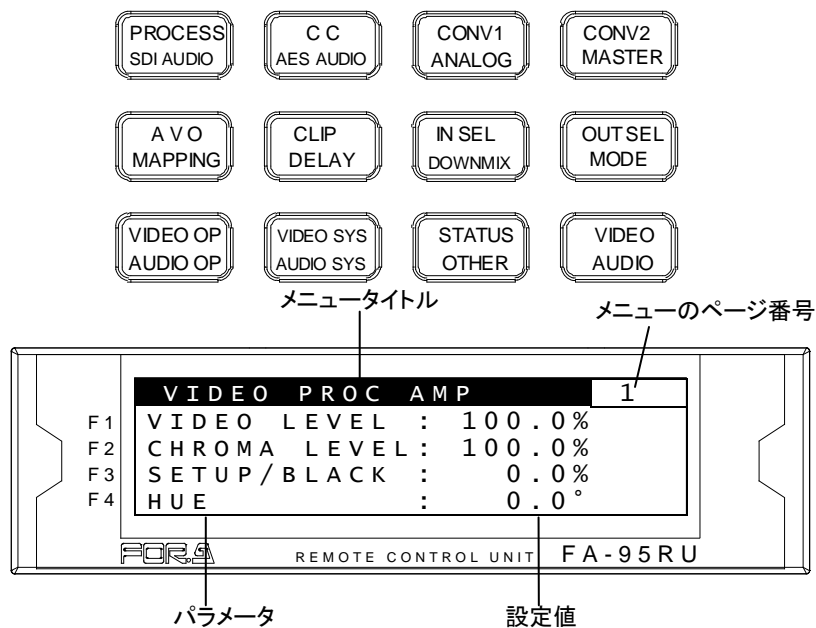 PROCESS
SDI AUDIO
C C
AES AUDIO
CONV1
ANALOG
CONV2
MASTER
A V O
MAPPING
CLIP
DELAY
IN SEL
DOWNMIX
OUT SEL
MODE
VIDEO OP
AUDIO OP
VIDEO SYS
AUDIO SYS
STATUS
OTHER
VIDEO
AUDIO
メニュータイトル
メニューのページ番号
VIDEO PROC AMP 1
F1 VIDEO LEVEL : 100.0%
F2 CHROMA LEVEL: 100.0%
F3 SETUP/BLACK : 0.0%
F4 HUE : 0.0°
FOR.A REMOTE CONTROL UNIT FA-95RU
パラメータ
設定値